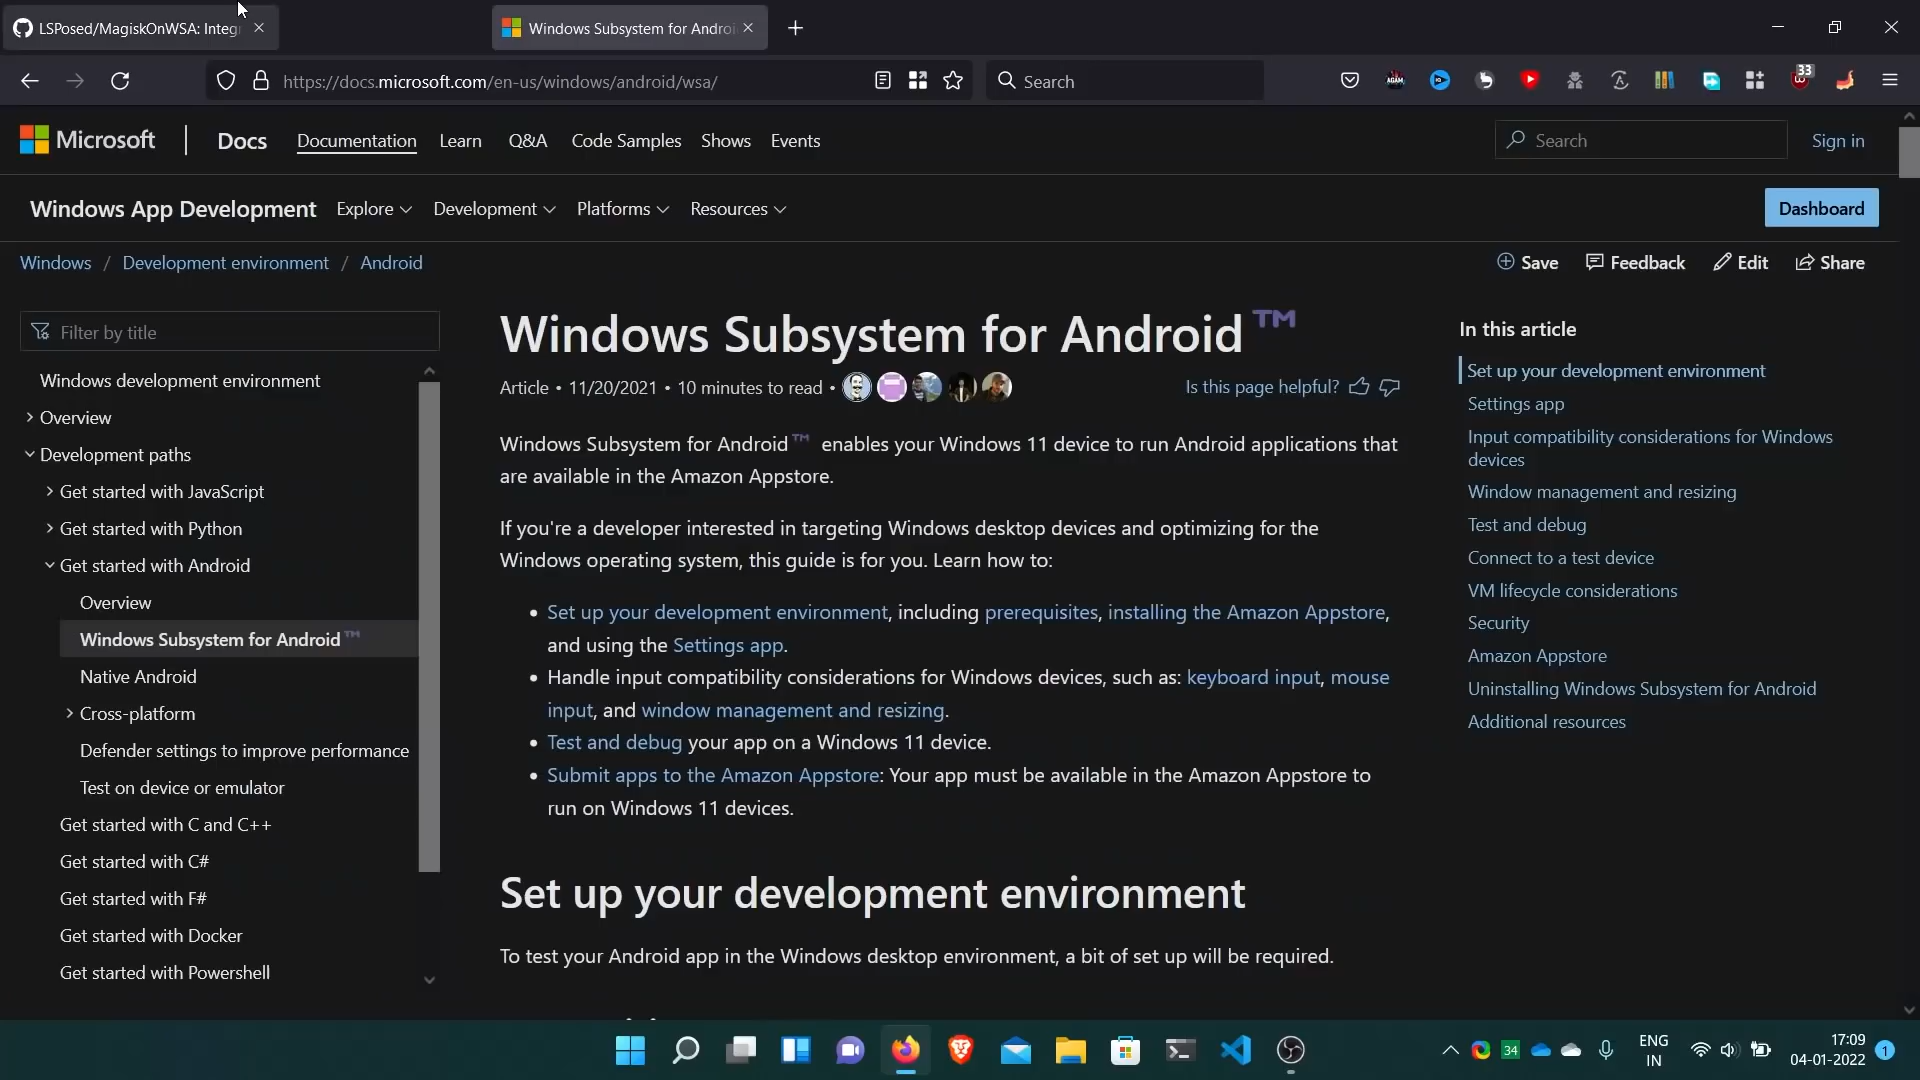 LSPosed/MagiskOnWSA: Integ
Windows Subsystem for Androi
https://docs.microsoft.com/en-us/windows/android/wsa/
Search
33
Microsoft
Docs
Documentation
Learn
Q&A
Code Samples
Shows
Events
Search
Sign in
Windows App Development
Explore
Development
Platforms
Resources
Dashboard
Windows / Development environment / Android
Save
Feedback
Edit
Share
Filter by title
Windows development environment
Overview
Development paths
Get started with JavaScript
Get started with Python
Get started with Android
Overview
Windows Subsystem for Android™
Native Android
Cross-platform
Defender settings to improve performance
Test on device or emulator
Get started with C and C++
Get started with C#
Get started with F#
Get started with Docker
Get started with Powershell
Windows Subsystem for Android™
Article • 11/20/2021 • 10 minutes to read •
Is this page helpful?
Windows Subsystem for Android™ enables your Windows 11 device to run Android applications that
are available in the Amazon Appstore.
If you're a developer interested in targeting Windows desktop devices and optimizing for the
Windows operating system, this guide is for you. Learn how to:
• Set up your development environment, including prerequisites, installing the Amazon Appstore,
and using the Settings app.
• Handle input compatibility considerations for Windows devices, such as: keyboard input, mouse
input, and window management and resizing.
• Test and debug your app on a Windows 11 device.
• Submit apps to the Amazon Appstore: Your app must be available in the Amazon Appstore to
run on Windows 11 devices.
Set up your development environment
To test your Android app in the Windows desktop environment, a bit of set up will be required.
In this article
Set up your development environment
Settings app
Input compatibility considerations for Windows
devices
Window management and resizing
Test and debug
Connect to a test device
VM lifecycle considerations
Security
Amazon Appstore
Uninstalling Windows Subsystem for Android
Additional resources
34
ENG
IN
17:09
04-01-2022
1